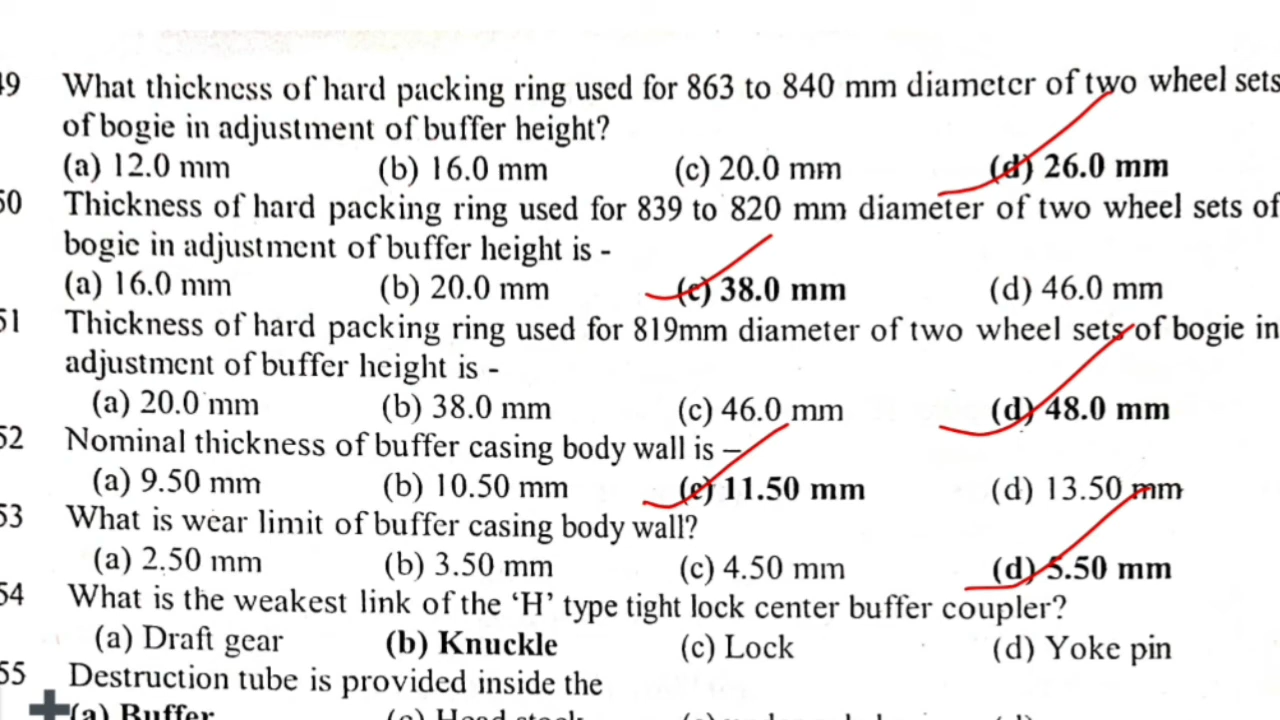 49 What thickness of hard packing ring used for 863 to 840 mm diameter of two wheel sets
of bogie in adjustment of buffer height?
(a) 12.0 mm (b) 16.0 mm (c) 20.0 mm (d) 26.0 mm
50 Thickness of hard packing ring used for 839 to 820 mm diameter of two wheel sets of
bogie in adjustment of buffer height is -
(a) 16.0 mm (b) 20.0 mm (c) 38.0 mm (d) 46.0 mm
51 Thickness of hard packing ring used for 819mm diameter of two wheel sets of bogie in
adjustment of buffer height is -
(a) 20.0 mm (b) 38.0 mm (c) 46.0 mm (d) 48.0 mm
52 Nominal thickness of buffer casing body wall is –
(a) 9.50 mm (b) 10.50 mm (c) 11.50 mm (d) 13.50 mm
53 What is wear limit of buffer casing body wall?
(a) 2.50 mm (b) 3.50 mm (c) 4.50 mm (d) 5.50 mm
54 What is the weakest link of the ‘H’ type tight lock center buffer coupler?
(a) Draft gear (b) Knuckle (c) Lock (d) Yoke pin
55 Destruction tube is provided inside the
(a) Buffer (c) Head stock (d)